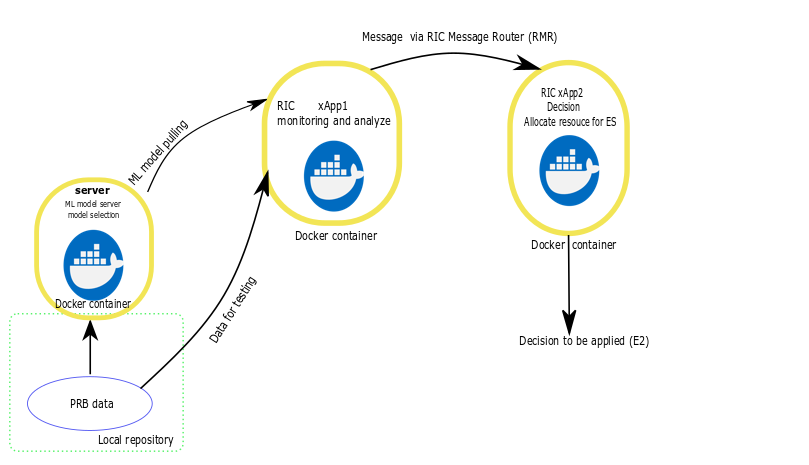 Message via RIC Message Router (RMR)
RIC xApp1
monitoring and analyze
Docker container
RIC xApp2
Decision
Allocate resouce for ES
Docker container
Decision to be applied (E2)
ML model pulling
server
ML model server
model selection
Docker container
Data for testing
PRB data
Local repository